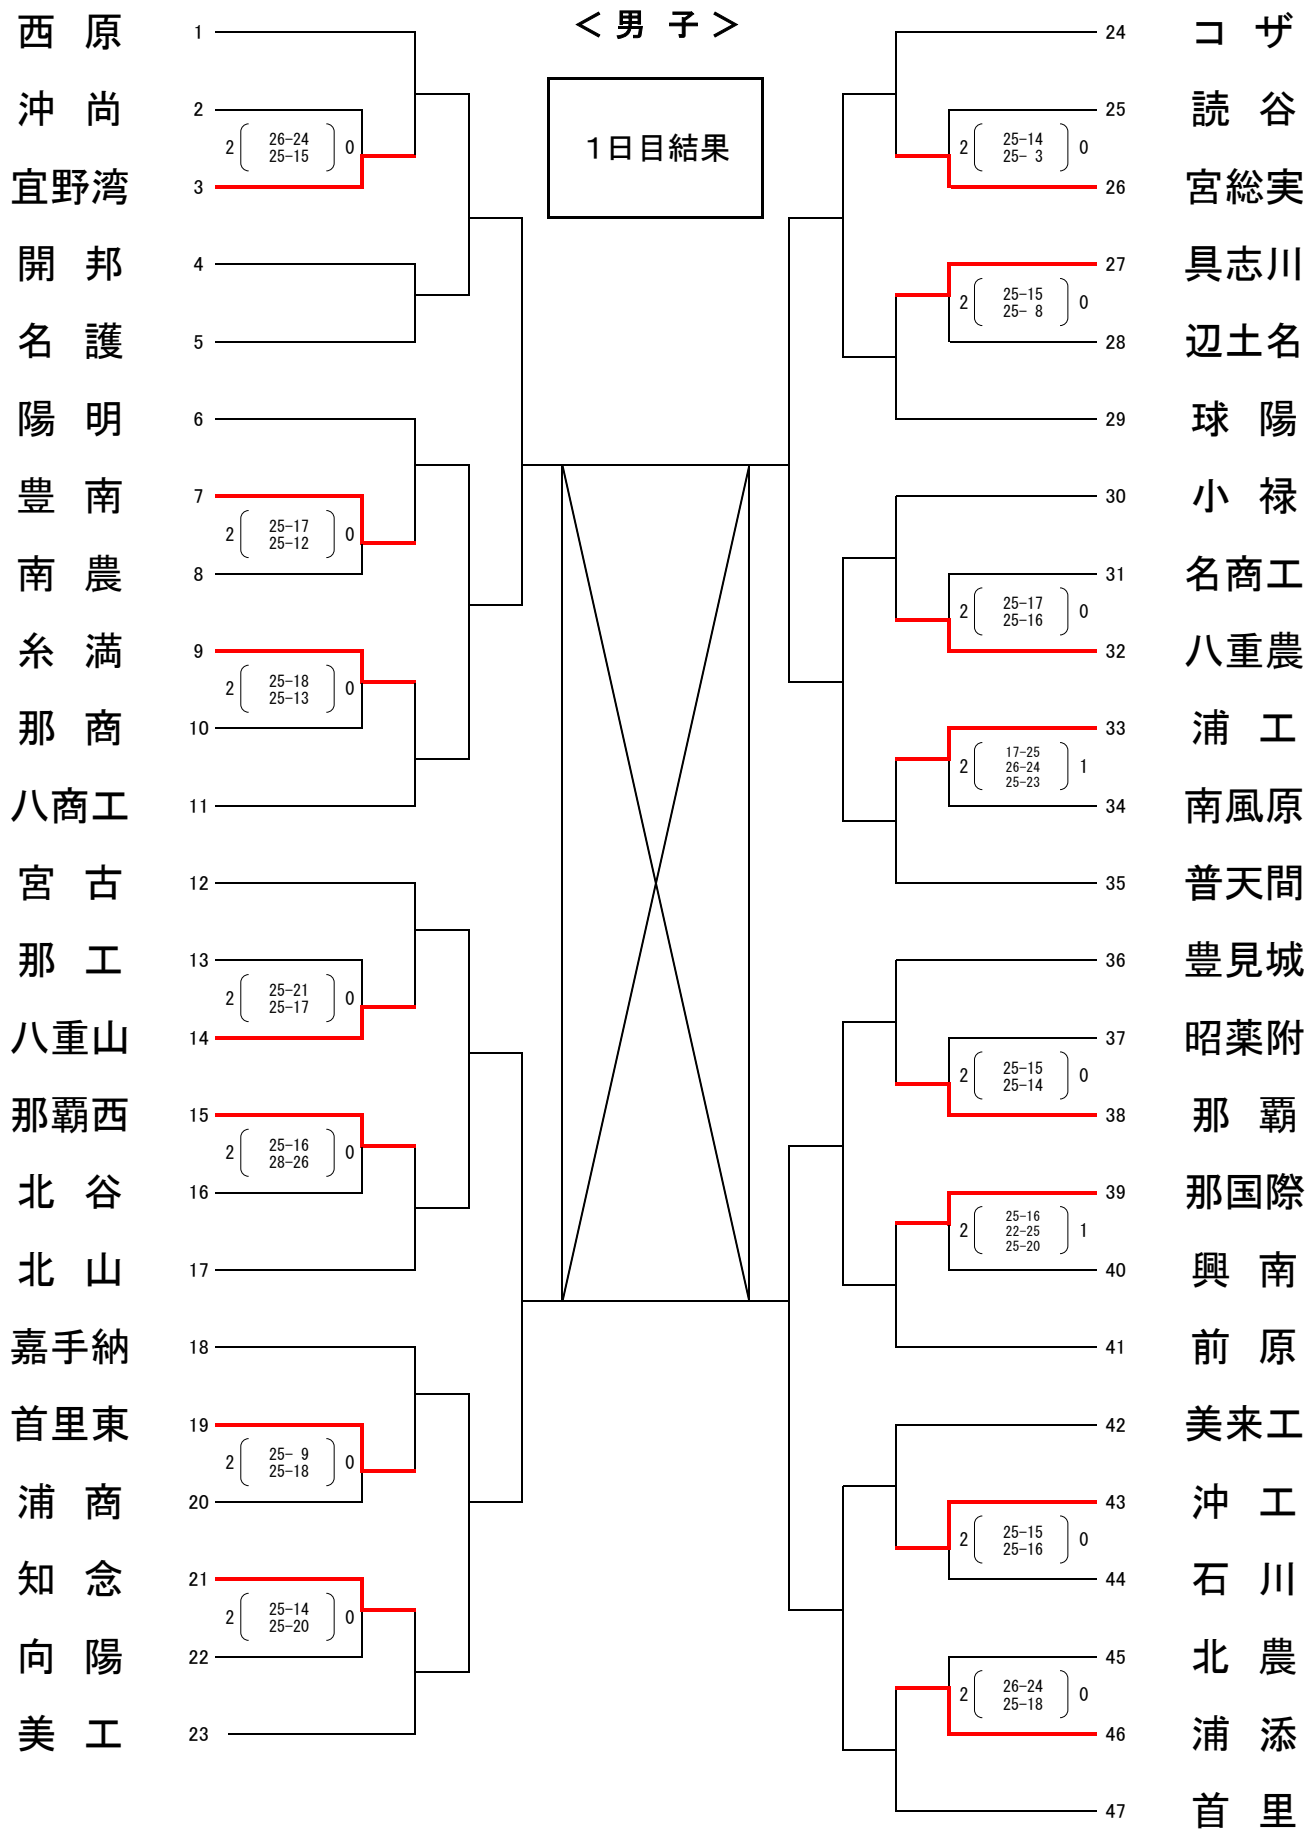 ＜ 男 子 ＞
1日目結果
西 原 1
沖 尚 2
2 26-24 0
25-15
宜野湾 3
開 邦 4
名 護 5
陽 明 6
豊 南 7
2 25-17 0
25-12
南 農 8
糸 満 9
2 25-18 0
25-13
那 商 10
八商工 11
宮 古 12
那 工 13
2 25-21 0
25-17
八重山 14
那覇西 15
2 25-16 0
28-26
北 谷 16
北 山 17
嘉手納 18
首里東 19
2 25- 9 0
25-18
浦 商 20
知 念 21
2 25-14 0
25-20
向 陽 22
美 工 23
24 コ ザ
25 読 谷
2 25-14 0
25- 3
26 宮総実
27 具志川
2 25-15 0
25- 8
28 辺土名
29 球 陽
30 小 禄
31 名商工
2 25-17 0
25-16
32 八重農
33 浦 工
17-25
2 26-24 1
25-23
34 南風原
35 普天間
36 豊見城
37 昭薬附
2 25-15 0
25-14
38 那 覇
39 那国際
25-16
2 22-25 1
25-20
40 興 南
41 前 原
42 美来工
43 沖 工
2 25-15 0
25-16
44 石 川
45 北 農
2 26-24 0
25-18
46 浦 添
47 首 里